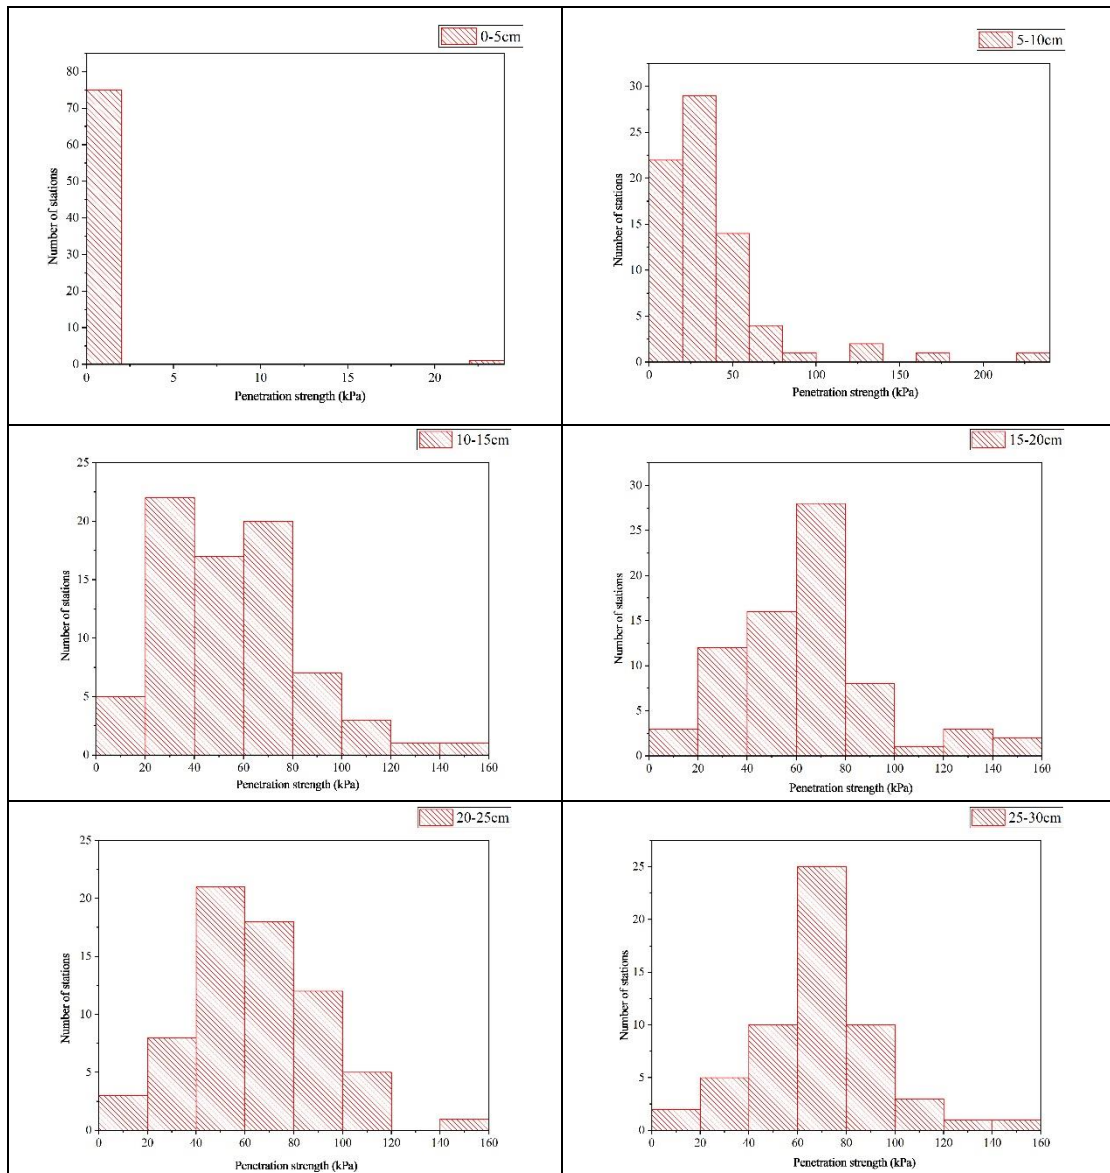 0-5cm
80
70
60
50
40
30
20
10
0
Number of stations
0 5 10 15 20
Penetration strength (kPa)
5-10cm
30
25
20
15
10
5
0
Number of stations
0 50 100 150 200
Penetration strength (kPa)
10-15cm
25
20
15
10
5
0
Number of stations
0 20 40 60 80 100 120 140 160
Penetration strength (kPa)
15-20cm
30
25
20
15
10
5
0
Number of stations
0 20 40 60 80 100 120 140 160
Penetration strength (kPa)
20-25cm
25
20
15
10
5
0
Number of stations
0 20 40 60 80 100 120 140 160
Penetration strength (kPa)
25-30cm
25
20
15
10
5
0
Number of stations
0 20 40 60 80 100 120 140 160
Penetration strength (kPa)